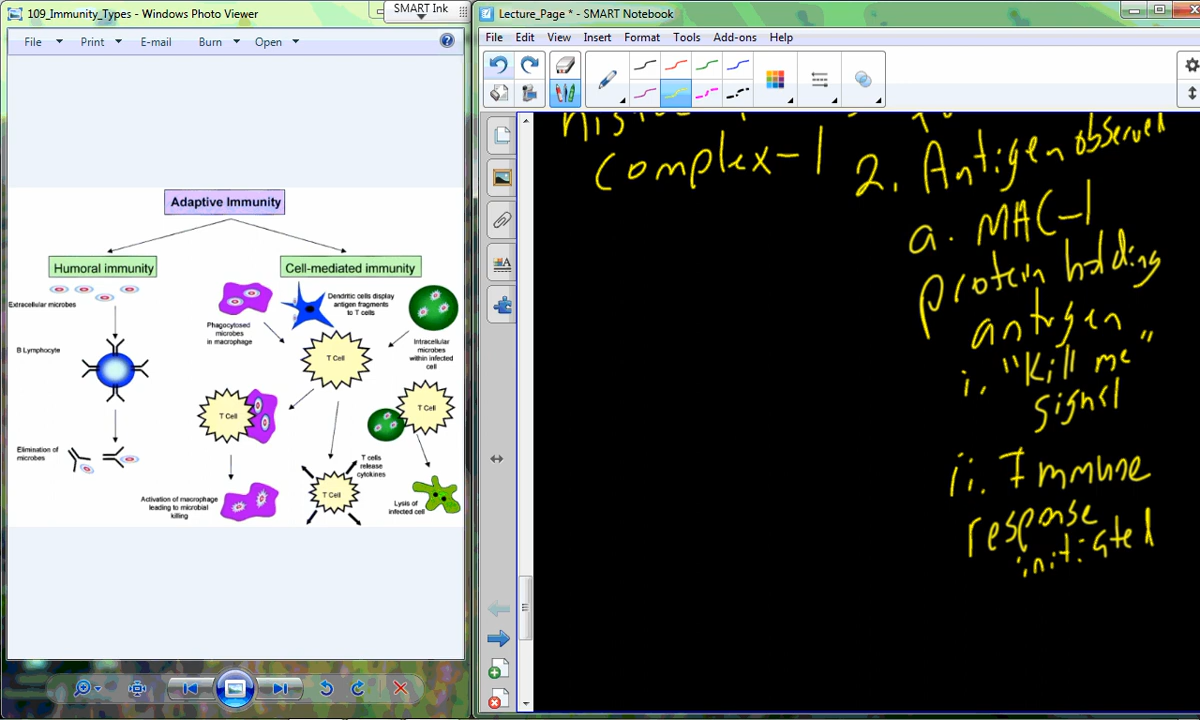 109_Immunity_Types - Windows Photo Viewer
SMART Ink
File Print E-mail Burn Open
Adaptive Immunity
Humoral immunity
Cell-mediated immunity
Extracellular microbes
B Lymphocyte
Elimination of
microbes
Phagocytosed
microbes
in macrophage
Dendritic cells display
antigen fragments
to T cells
Intracellular
microbes
within infected
cell
T Cell
T Cell
T Cell
T Cell
T cells
release
cytokines
Activation of macrophage
leading to microbial
killing
Lysis of
infected cell
Lecture_Page * - SMART Notebook
File Edit View Insert Format Tools Add-ons Help
complex-1
2. Antigen observed
a. MAC-1
protein holding
antigen
i. "Kill me"
signal
ii. Immune
response
initiated